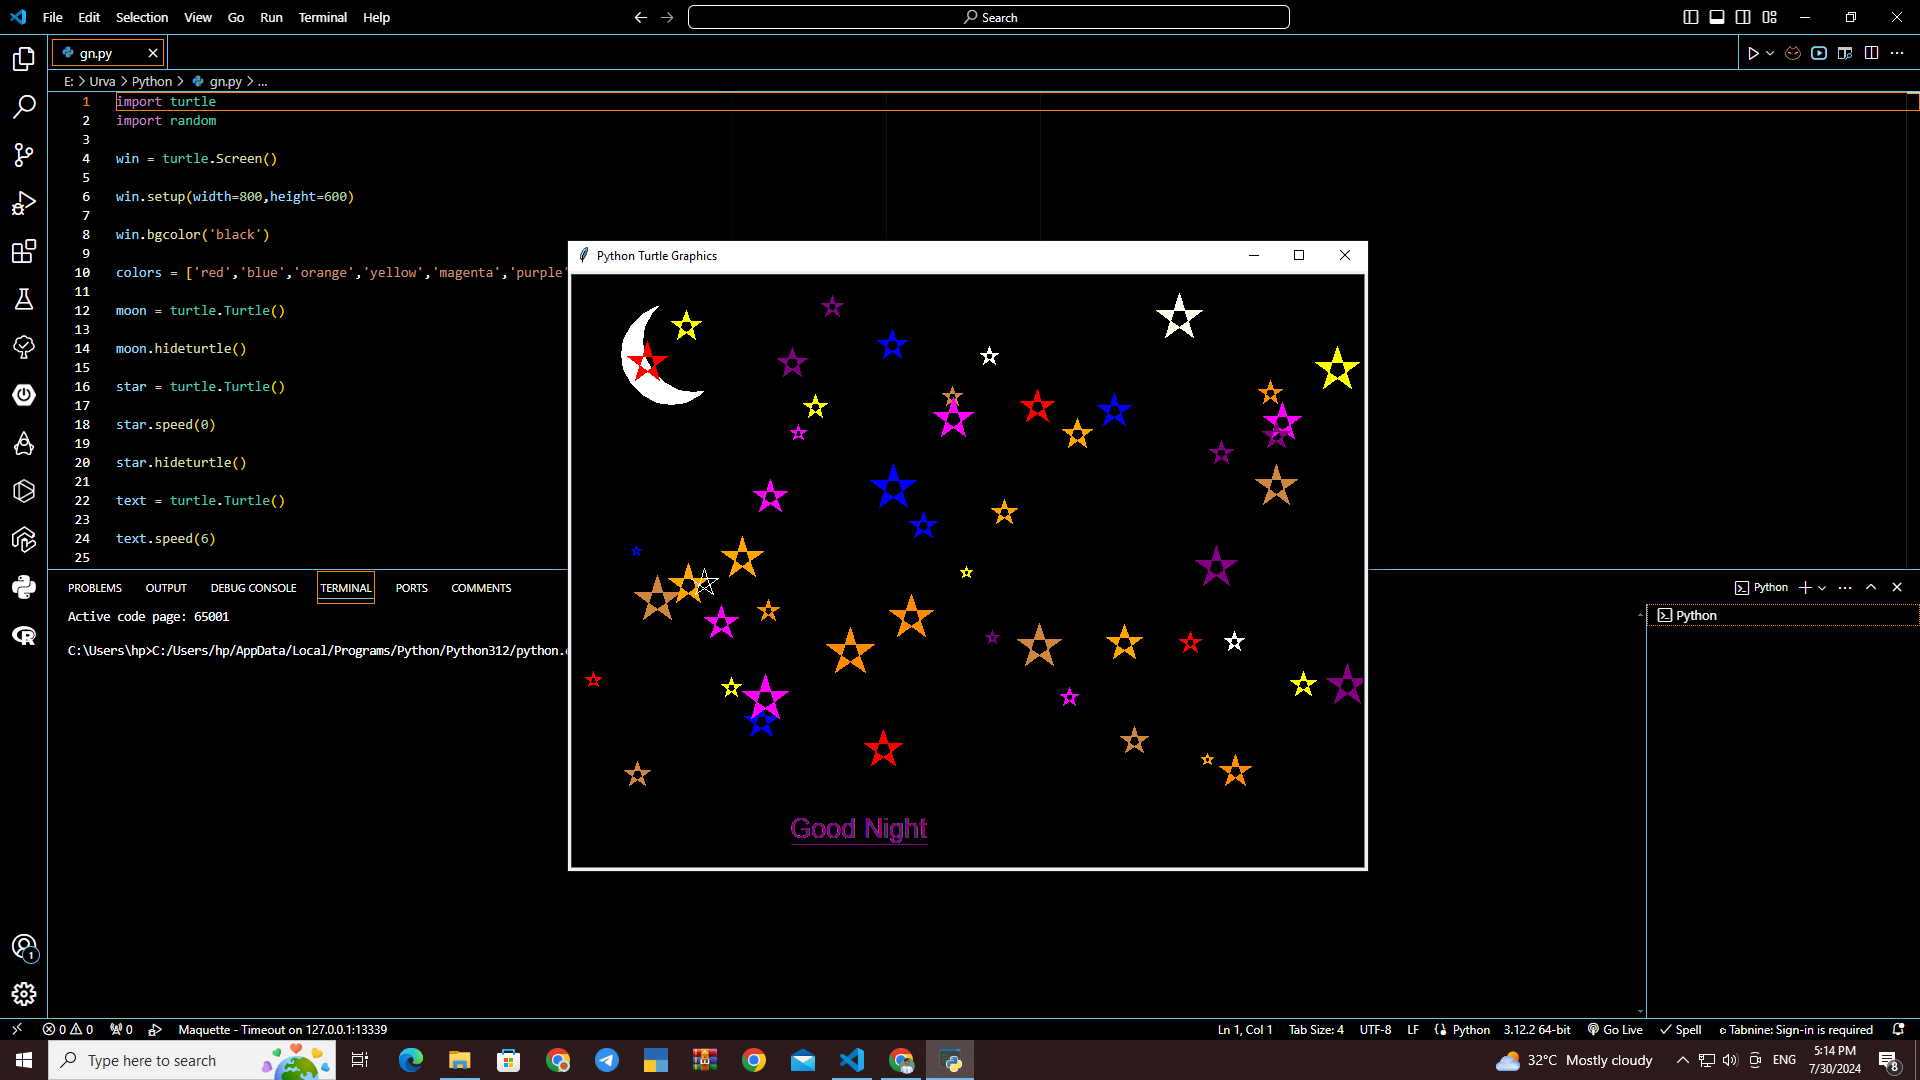 File Edit Selection View Go Run Terminal Help
Search
gn.py
E: > Urva > Python > gn.py > ...
1 import turtle
2 import random
3
4 win = turtle.Screen()
5
6 win.setup(width=800,height=600)
7
8 win.bgcolor('black')
9
10 colors = ['red','blue','orange','yellow','magenta','purple'
11
12 moon = turtle.Turtle()
13
14 moon.hideturtle()
15
16 star = turtle.Turtle()
17
18 star.speed(0)
19
20 star.hideturtle()
21
22 text = turtle.Turtle()
23
24 text.speed(6)
25
Python Turtle Graphics
Good Night
PROBLEMS OUTPUT DEBUG CONSOLE TERMINAL PORTS COMMENTS
Python
Active code page: 65001
Python
C:\Users\hp>C:/Users/hp/AppData/Local/Programs/Python/Python312/python.
1
0 0 0 Maquette - Timeout on 127.0.0.1:13339
Ln 1, Col 1 Tab Size: 4 UTF-8 LF Python 3.12.2 64-bit Go Live Spell Tabnine: Sign-in is required
Type here to search
32°C Mostly cloudy
ENG
5:14 PM
7/30/2024
8